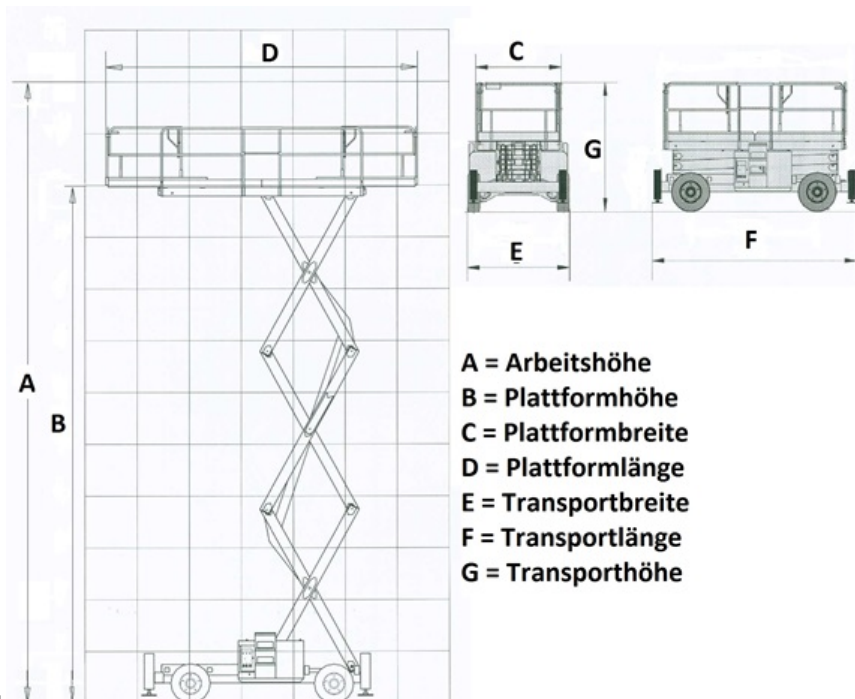 D
C
G
E
F
A
B
A = Arbeitshöhe
B = Plattformhöhe
C = Plattformbreite
D = Plattformlänge
E = Transportbreite
F = Transportlänge
G = Transporthöhe